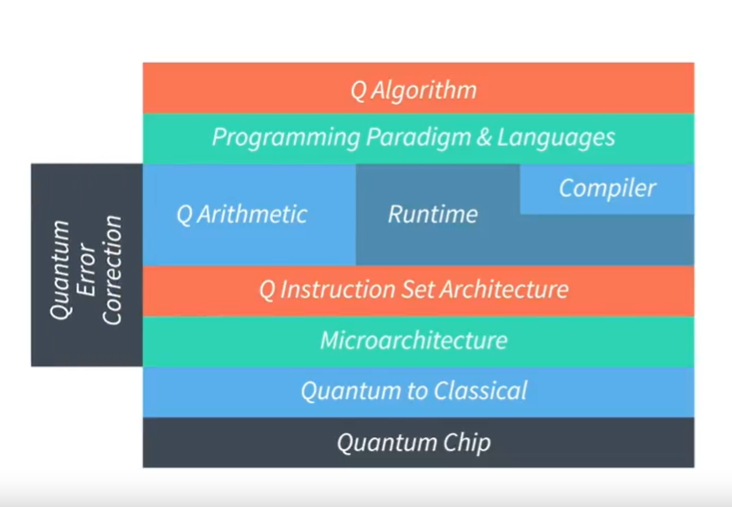 Q Algorithm
Programming Paradigm & Languages
Q Arithmetic
Runtime
Compiler
Quantum
Error
Correction
Q Instruction Set Architecture
Microarchitecture
Quantum to Classical
Quantum Chip